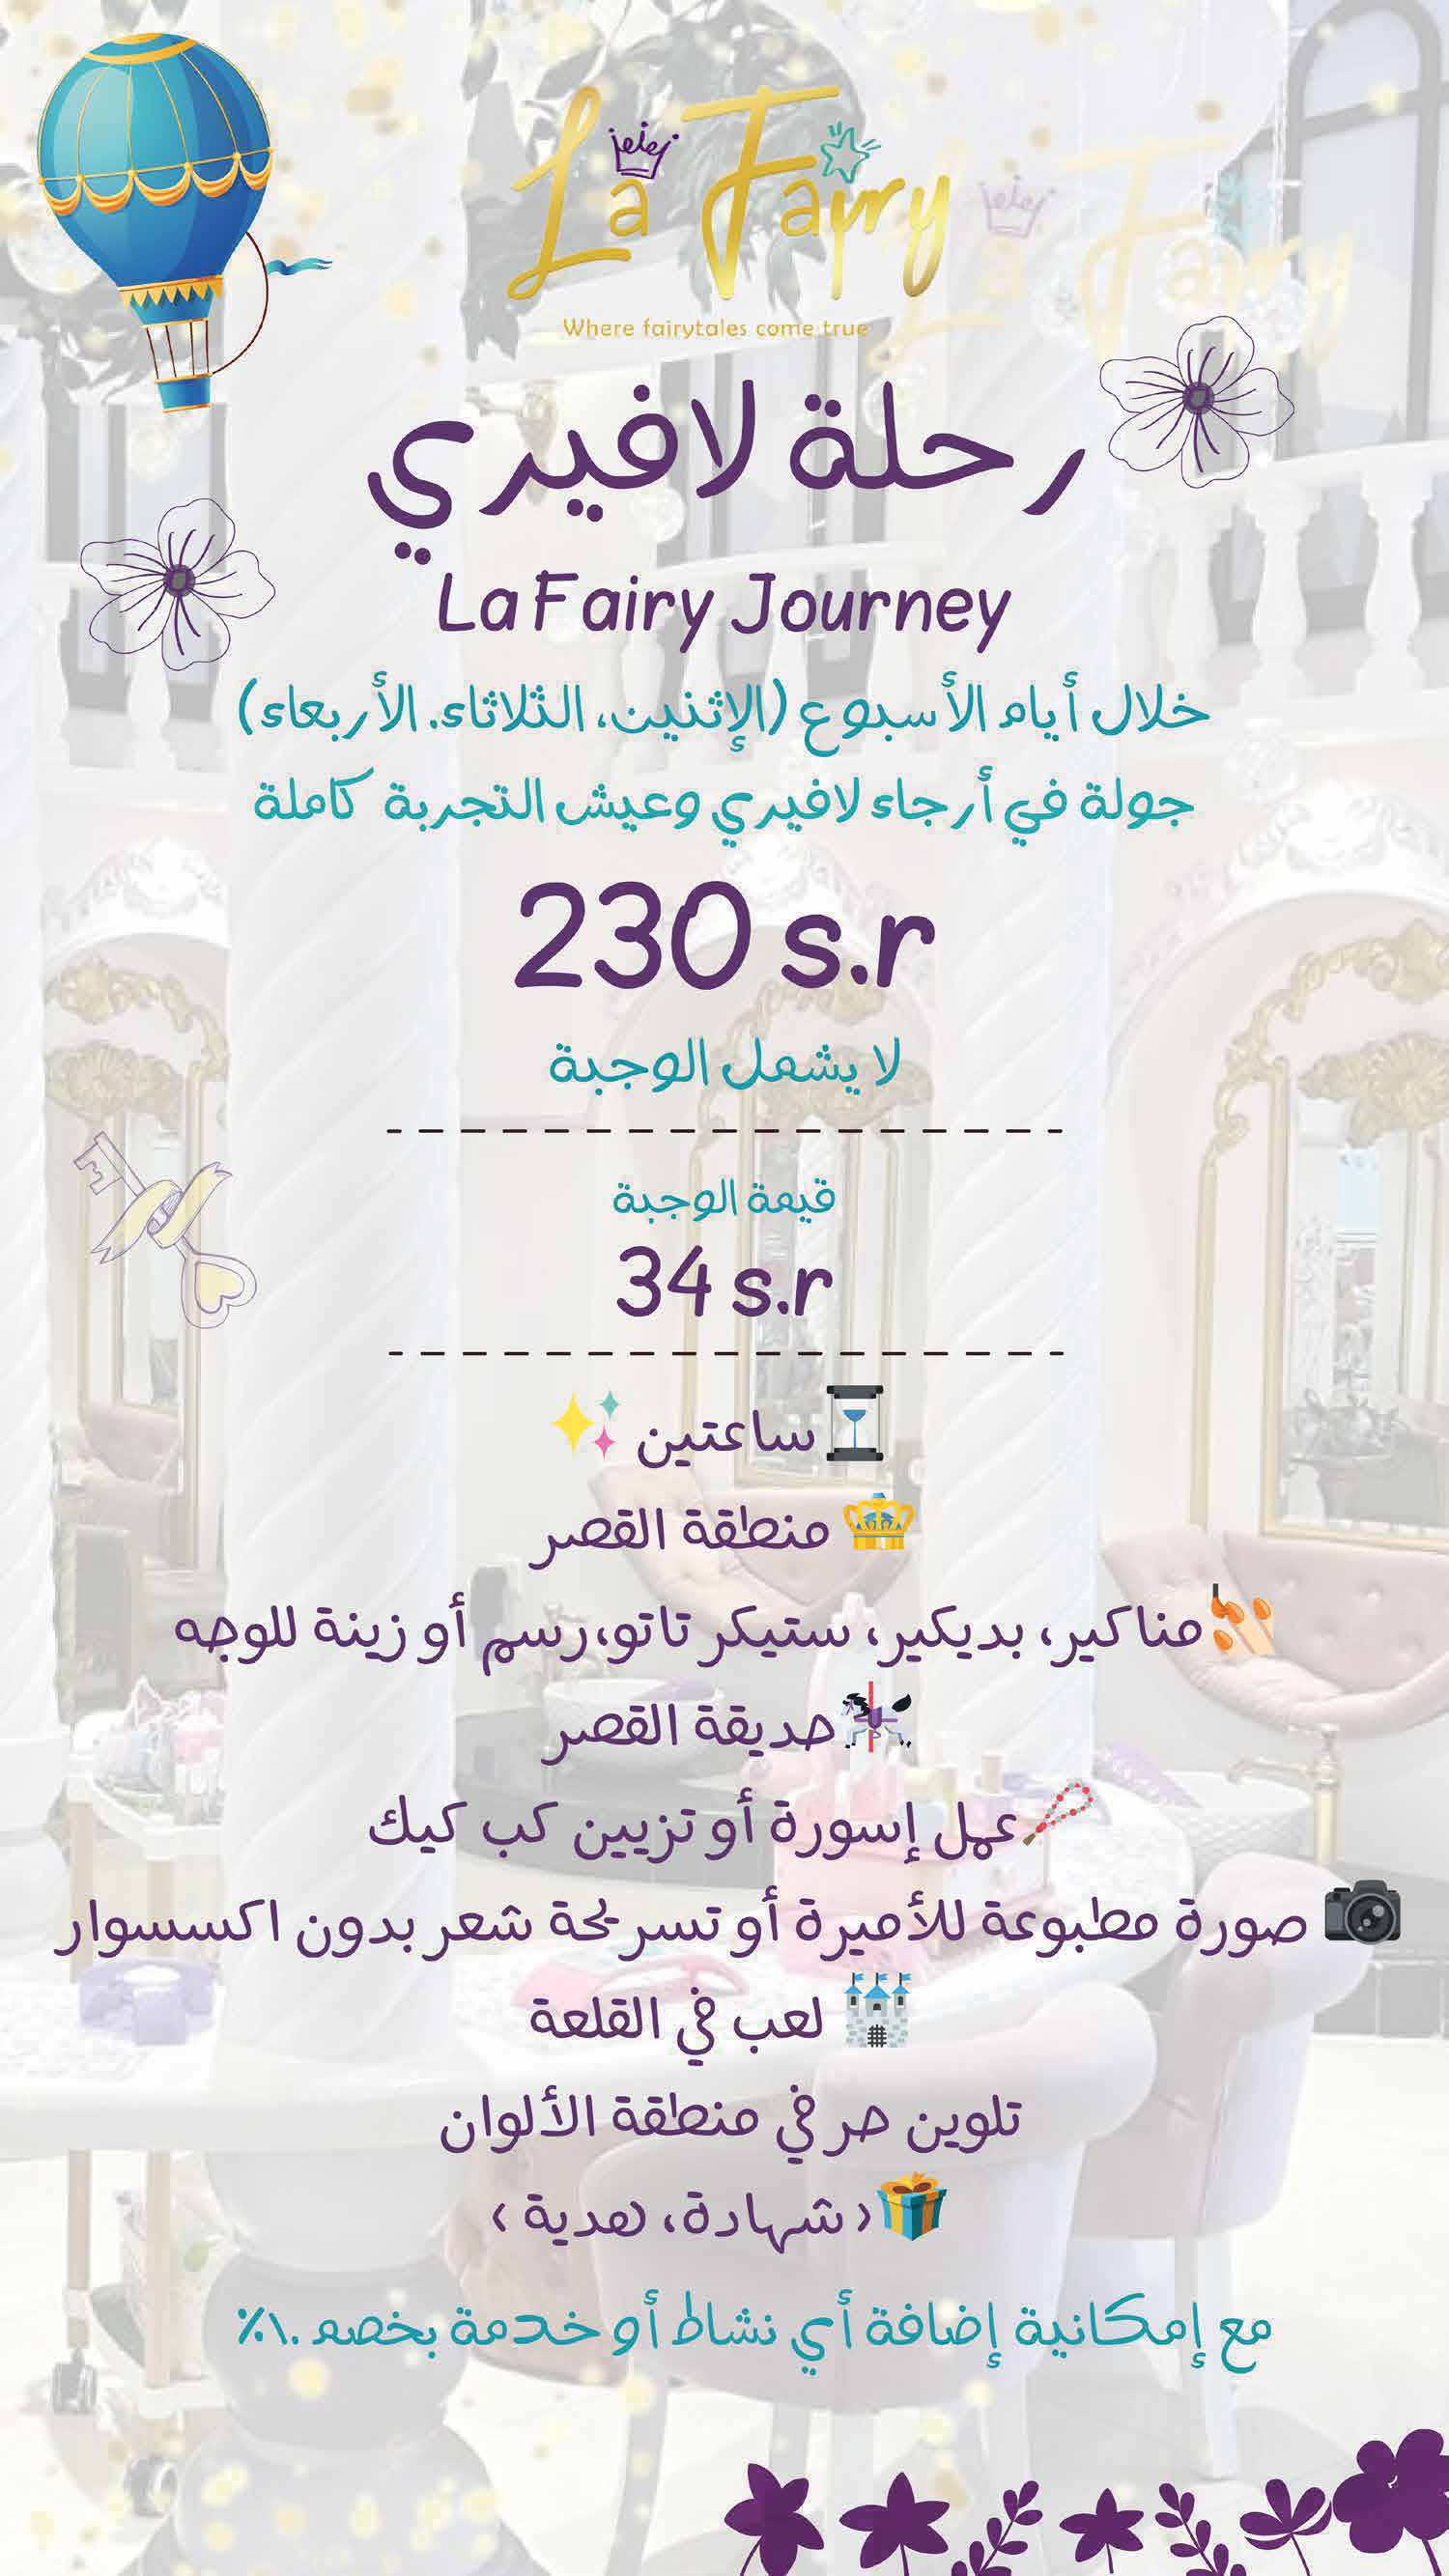 La Fairy
Where fairytales come true
رحلة لافيري
La Fairy Journey
خلال أيام الأسبوع (الإثنين، الثلاثاء. الأربعاء)
جولة في أرجاء لافيري وعيش التجربة كاملة
230 s.r
لا يشمل الوجبة
قيمة الوجبة
34 s.r
ساعتين
منطقة القصر
مناكير، بديكير، ستيكر تاتو،رسم أو زينة للوجه
حديقة القصر
عمل إسورة أو تزيين كب كيك
صورة مطبوعة للأميرة أو تسريحة شعر بدون اكسسوار
لعب في القلعة
تلوين حر في منطقة الألوان
‹ شهادة، هدية ›
مع إمكانية إضافة أي نشاط أو خدمة بخصم ١٠٪